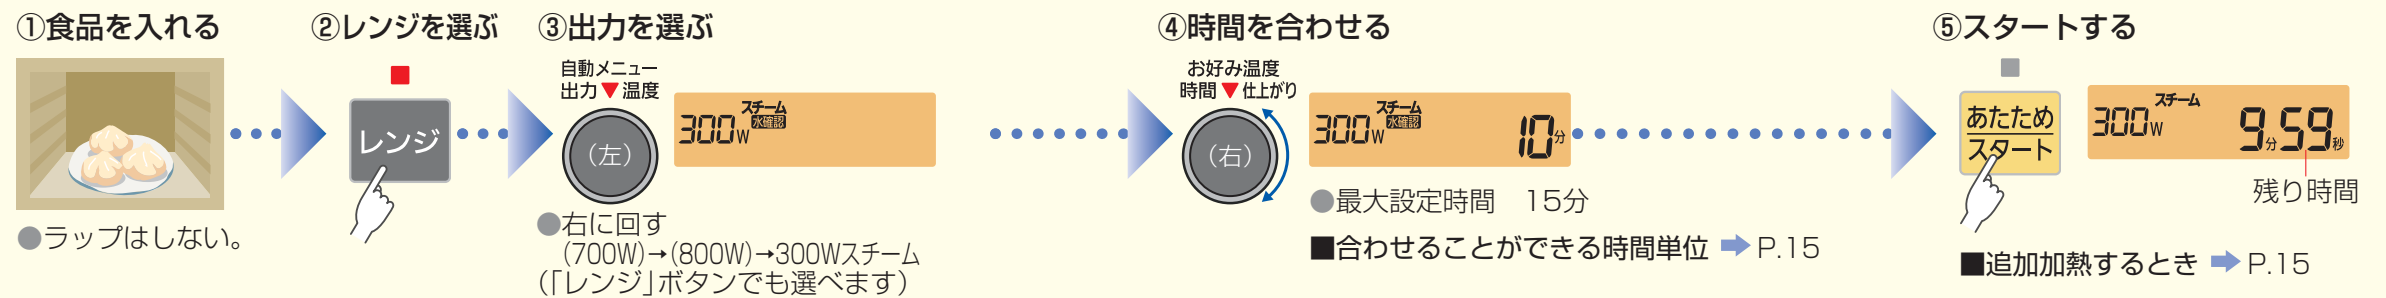 ①食品を入れる
●ラップはしない。
②レンジを選ぶ
レンジ
③出力を選ぶ
自動メニュー
出力▼温度
(左)
スチーム
300W 水確認
●右に回す
(700W)→(800W)→300Wスチーム
(「レンジ」ボタンでも選べます)
④時間を合わせる
お好み温度
時間▼仕上がり
(右)
スチーム
300W 水確認 10分
●最大設定時間 15分
■合わせることができる時間単位 ➡ P.15
⑤スタートする
あたため
スタート
スチーム
300W 9分59秒
残り時間
■追加加熱するとき ➡ P.15